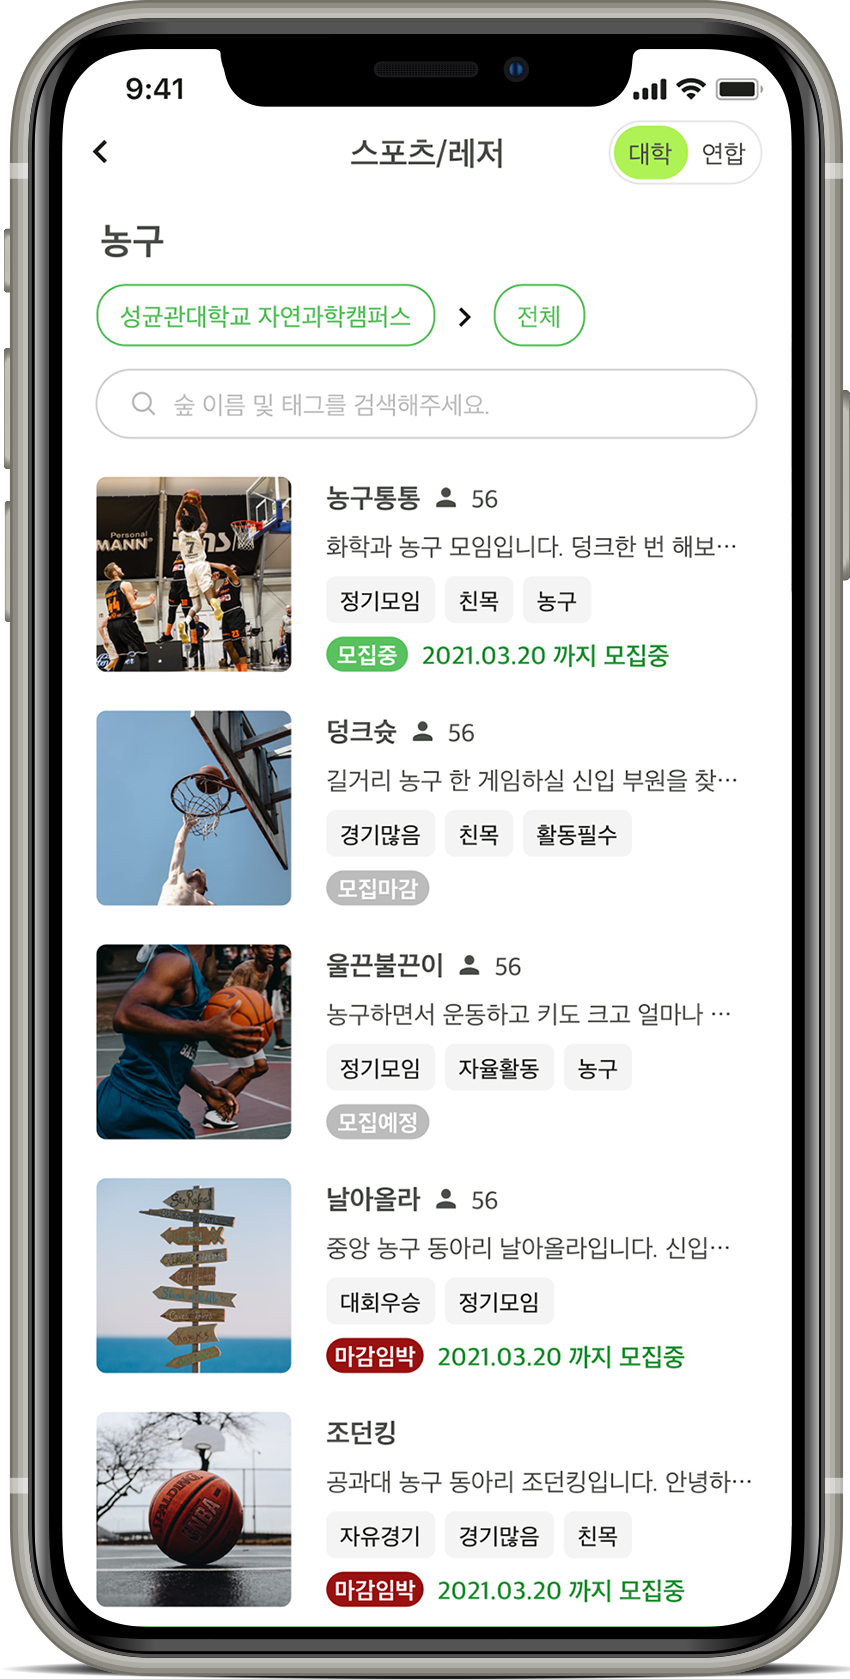 9:41
스포츠/레저
대학 연합
농구
성균관대학교 자연과학캠퍼스 > 전체
숲 이름 및 태그를 검색해주세요.
Personal
MANN
7
44
농구통통 56
화학과 농구 모임입니다. 덩크한 번 해보…
정기모임 친목 농구
모집중 2021.03.20 까지 모집중
덩크슛 56
길거리 농구 한 게임하실 신입 부원을 찾…
경기많음 친목 활동필수
모집마감
울끈불끈이 56
농구하면서 운동하고 키도 크고 얼마나 …
정기모임 자율활동 농구
모집예정
날아올라 56
중앙 농구 동아리 날아올라입니다. 신입…
대회우승 정기모임
마감임박 2021.03.20 까지 모집중
SPALDING
NBA
조던킹
공과대 농구 동아리 조던킹입니다. 안녕하…
자유경기 경기많음 친목
마감임박 2021.03.20 까지 모집중